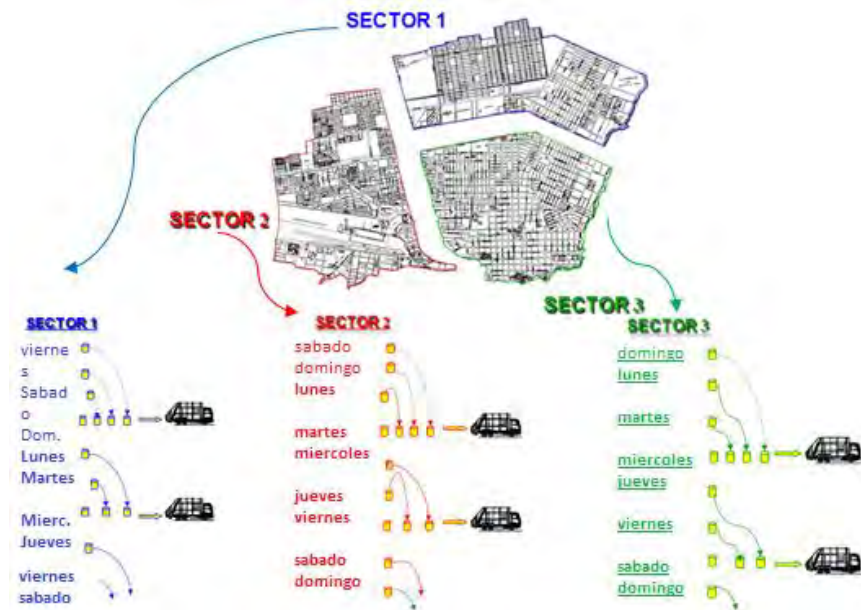 SECTOR 1
SECTOR 2
SECTOR 3
SECTOR 1
vierne
s
Sabad
o
Dom.
Lunes
Martes
Mierc.
Jueves
viernes
sabado
SECTOR 2
sabado
domingo
lunes
martes
miercoles
jueves
viernes
sabado
domingo
SECTOR 3
domingo
lunes
martes
miercoles
jueves
viernes
sabado
domingo